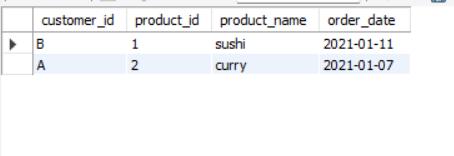 customer_id product_id product_name order_date
B 1 sushi 2021-01-11
A 2 curry 2021-01-07